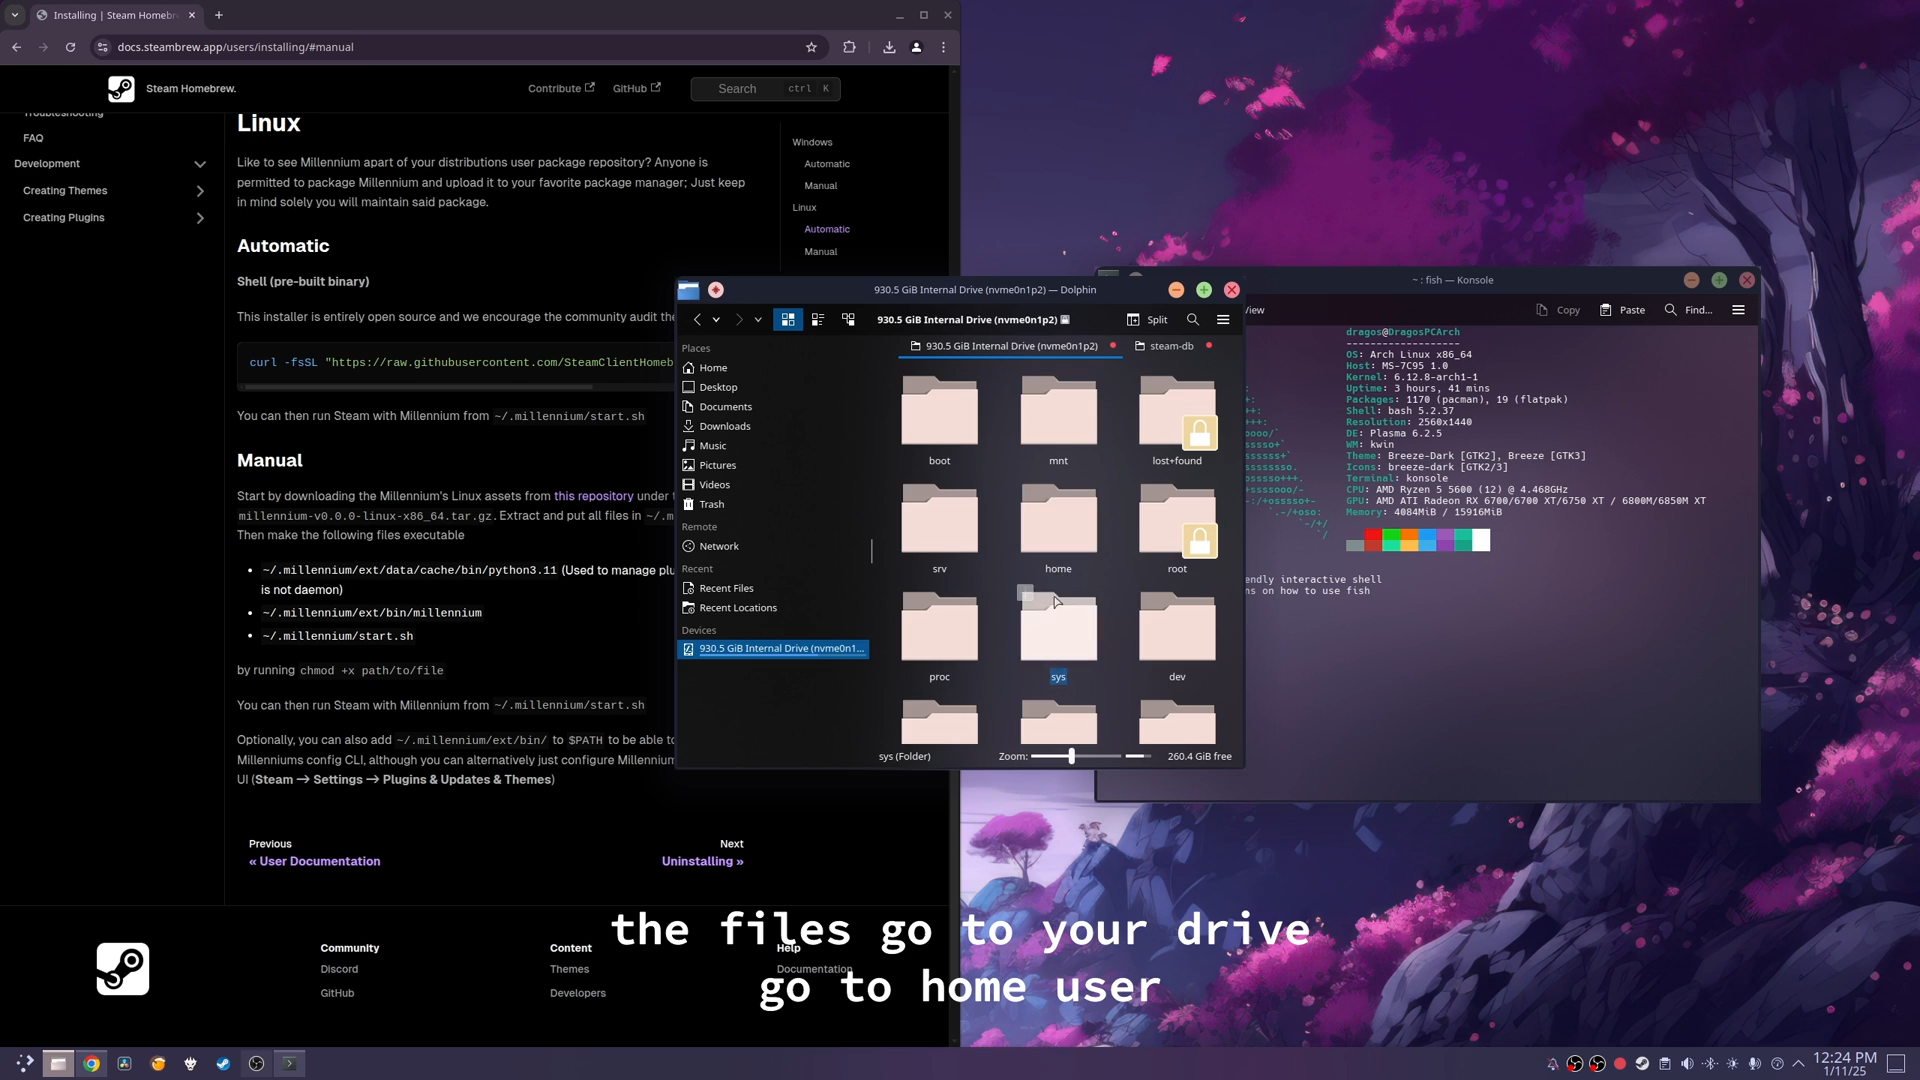 Installing | Steam Homebr
docs.steambrew.app/users/installing/#manual
Steam Homebrew.
Contribute
GitHub
Search
ctrl K
Troubleshooting
FAQ
Development
Creating Themes
Creating Plugins
Linux
Like to see Millennium apart of your distributions user package repository? Anyone is
permitted to package Millennium and upload it to your favorite package manager; Just keep
in mind solely you will maintain said package.
Automatic
Shell (pre-built binary)
This installer is entirely open source and we encourage the community audit the
curl -fsSL "https://raw.githubusercontent.com/SteamClientHomeb
You can then run Steam with Millennium from ~/.millennium/start.sh
Manual
Start by downloading the Millennium's Linux assets from this repository under
millennium-v0.0.0-linux-x86_64.tar.gz. Extract and put all files in ~/.m
Then make the following files executable
~/.millennium/ext/data/cache/bin/python3.11 (Used to manage plu
is not daemon)
~/.millennium/ext/bin/millennium
~/.millennium/start.sh
by running chmod +x path/to/file
You can then run Steam with Millennium from ~/.millennium/start.sh
Optionally, you can also add ~/.millennium/ext/bin/ to $PATH to be able to
Millenniums config CLI, although you can alternatively just configure Millennium
UI (Steam -> Settings -> Plugins & Updates & Themes)
Previous
« User Documentation
Next
Uninstalling »
Windows
Automatic
Manual
Linux
Automatic
Manual
Community
Discord
GitHub
Content
Themes
Developers
Help
Documentation
930.5 GiB Internal Drive (nvme0n1p2) — Dolphin
930.5 GiB Internal Drive (nvme0n1p2)
Split
Places
Home
Desktop
Documents
Downloads
Music
Pictures
Videos
Trash
Remote
Network
Recent
Recent Files
Recent Locations
Devices
930.5 GiB Internal Drive (nvme0n1...
930.5 GiB Internal Drive (nvme0n1p2)
steam-db
boot
mnt
lost+found
srv
home
root
proc
sys
dev
sys (Folder)
Zoom:
260.4 GiB free
~ : fish — Konsole
iew
Copy
Paste
Find...
dragos@DragosPCArch
-------------------
OS: Arch Linux x86_64
Host: MS-7C95 1.0
Kernel: 6.12.8-arch1-1
Uptime: 3 hours, 41 mins
Packages: 1170 (pacman), 19 (flatpak)
Shell: bash 5.2.37
Resolution: 2560x1440
DE: Plasma 6.2.5
WM: kwin
Theme: Breeze-Dark [GTK2], Breeze [GTK3]
Icons: breeze-dark [GTK2/3]
Terminal: konsole
CPU: AMD Ryzen 5 5600 (12) @ 4.468GHz
GPU: AMD ATI Radeon RX 6700/6700 XT/6750 XT / 6800M/6850M XT
Memory: 4084MiB / 15916MiB
endly interactive shell
ns on how to use fish
the files go to your drive
go to home user
12:24 PM
1/11/25